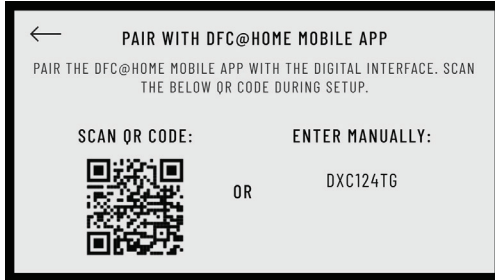 PAIR WITH DFC@HOME MOBILE APP
PAIR THE DFC@HOME MOBILE APP WITH THE DIGITAL INTERFACE. SCAN
THE BELOW QR CODE DURING SETUP.
SCAN QR CODE:
ENTER MANUALLY:
OR
DXC124TG